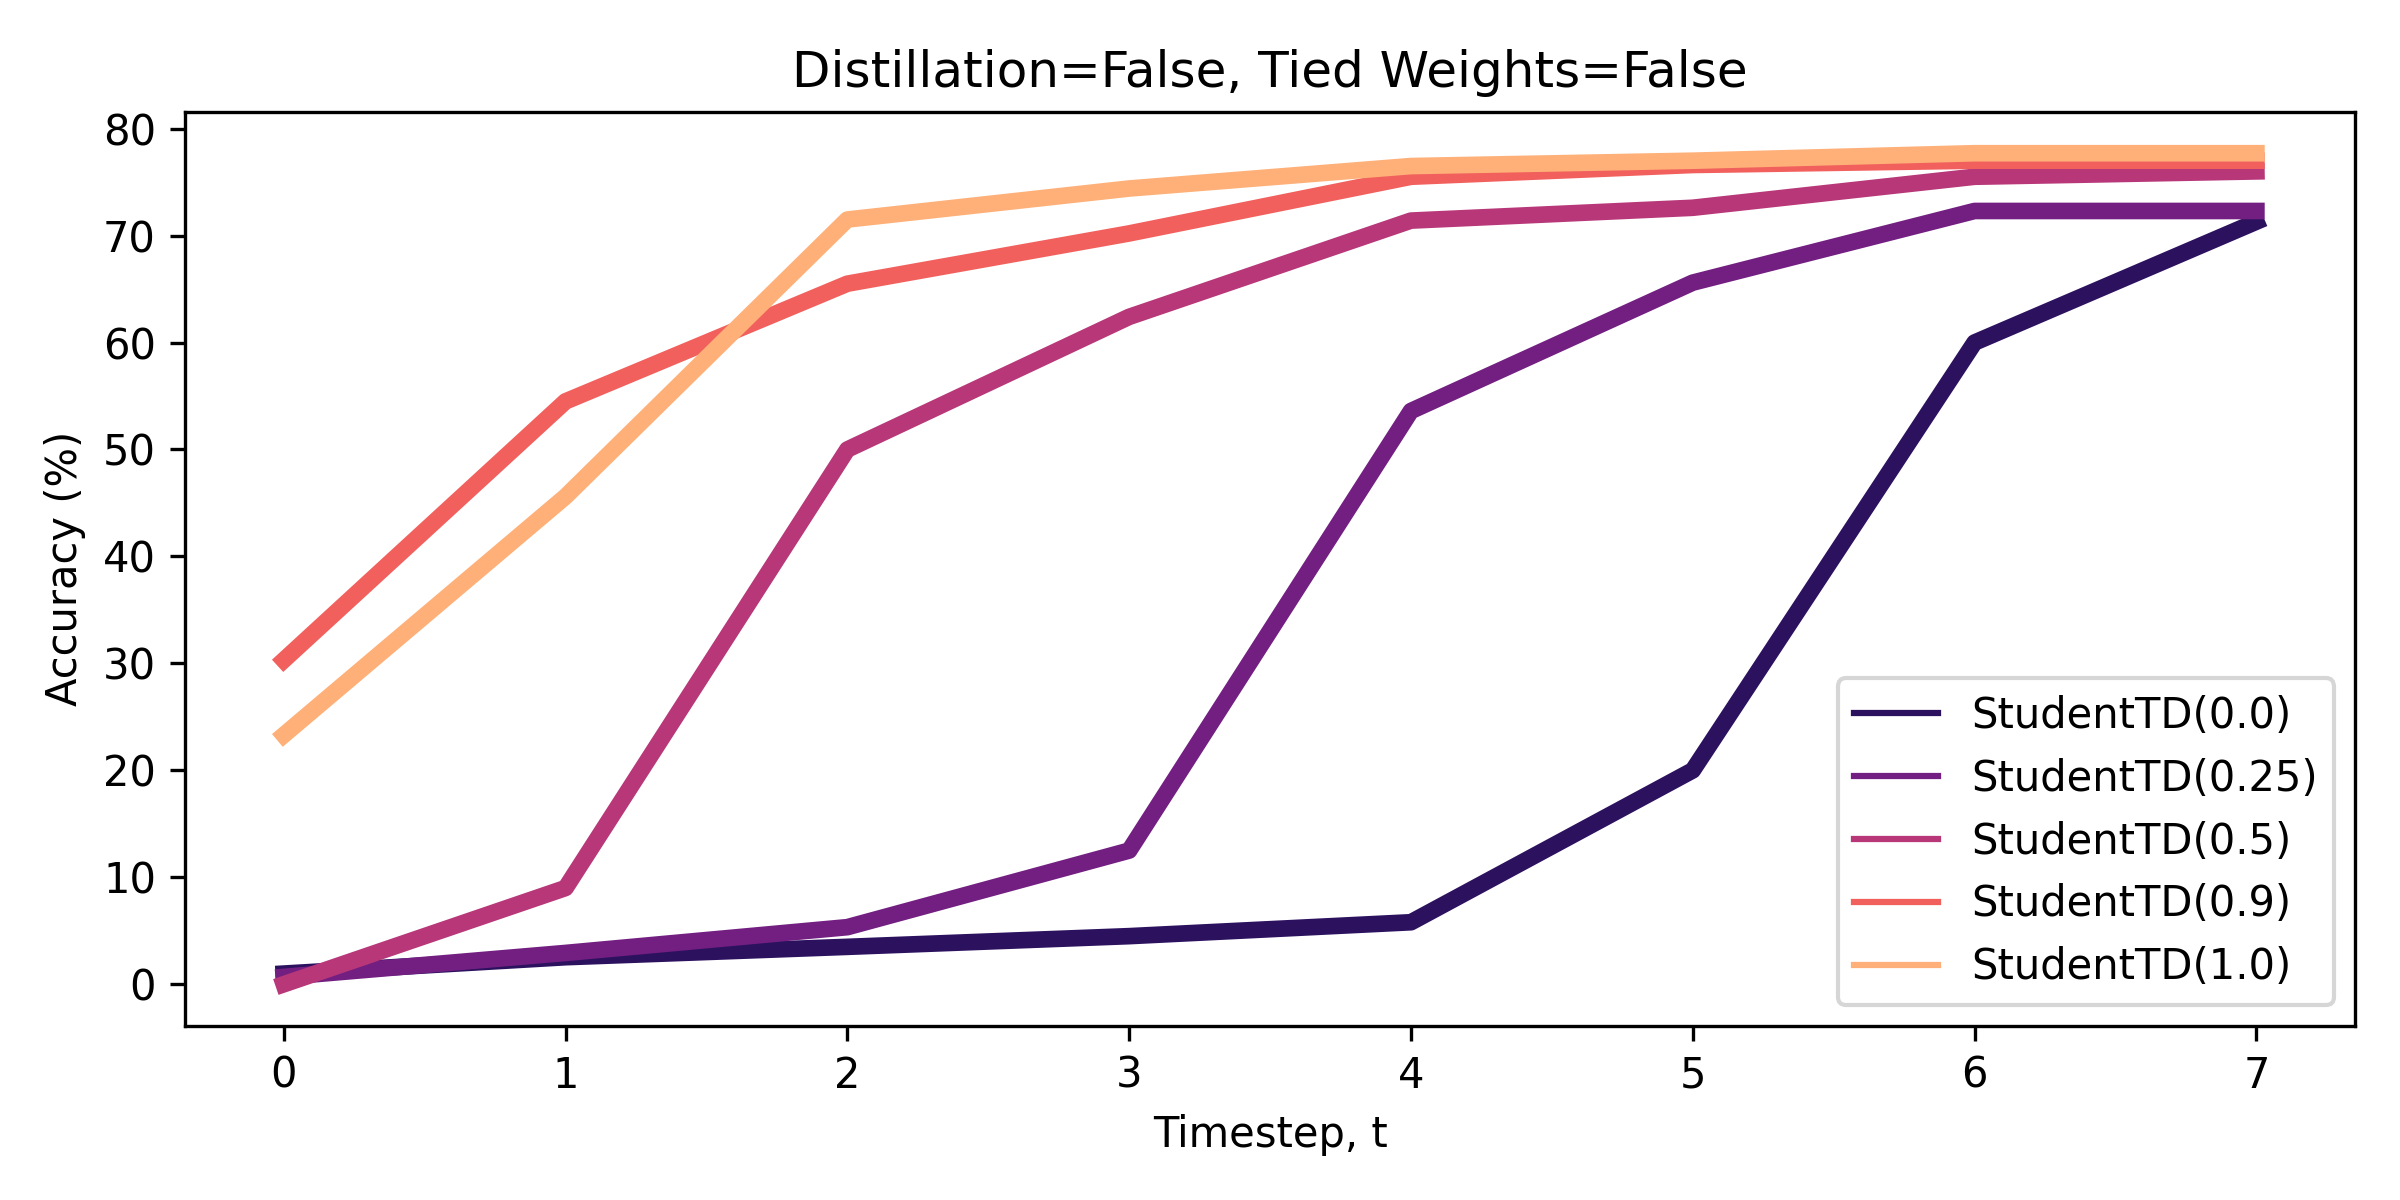 Distillation=False, Tied Weights=False
80
70
60
50
40
30
20
10
0
Accuracy (%)
StudentTD(0.0)
StudentTD(0.25)
StudentTD(0.5)
StudentTD(0.9)
StudentTD(1.0)
0 1 2 3 4 5 6 7
Timestep, t